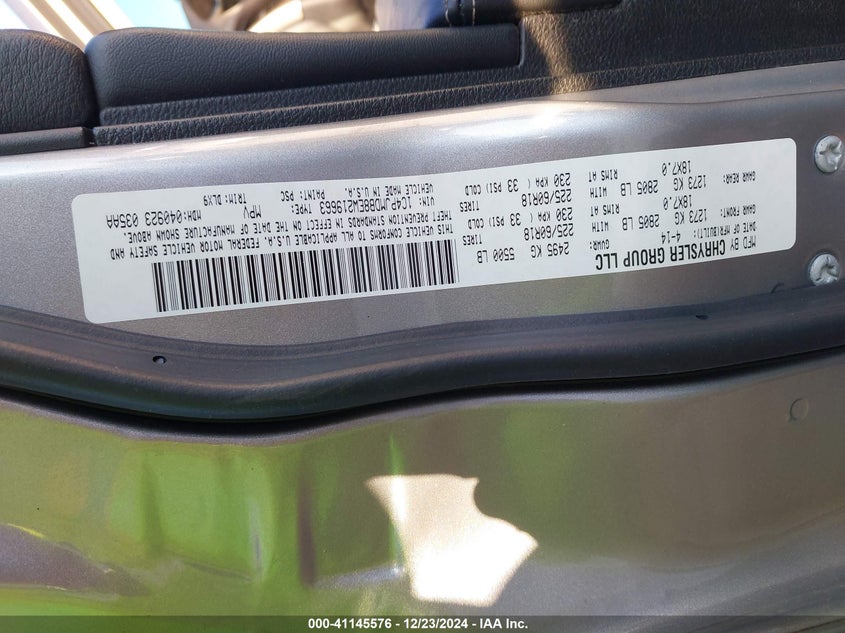 MFD BY CHRYSLER GROUP LLC
DATE OF MFR(BUILT): 4-14
GVWR: 2495 KG 5500 LB
GAWR FRONT: 1273 KG 2805 LB WITH 225/60R18 TIRES
18X7.0 RIMS AT 230 KPA ( 33 PSI) COLD
GAWR REAR: 1273 KG 2805 LB WITH 225/60R18 TIRES
18X7.0 RIMS AT 230 KPA ( 33 PSI) COLD
THIS VEHICLE CONFORMS TO ALL APPLICABLE U.S.A. FEDERAL MOTOR VEHICLE SAFETY AND
THEFT PREVENTION STANDARDS IN EFFECT ON THE DATE OF MANUFACTURE SHOWN ABOVE.
VIN: 1C4PJMDB8EW219663 TYPE: MPV MDH:040923 035AA
VEHICLE MADE IN U.S.A. PAINT: PSC TRIM: DLX9
000-41145576 - 12/23/2024 - IAA Inc.